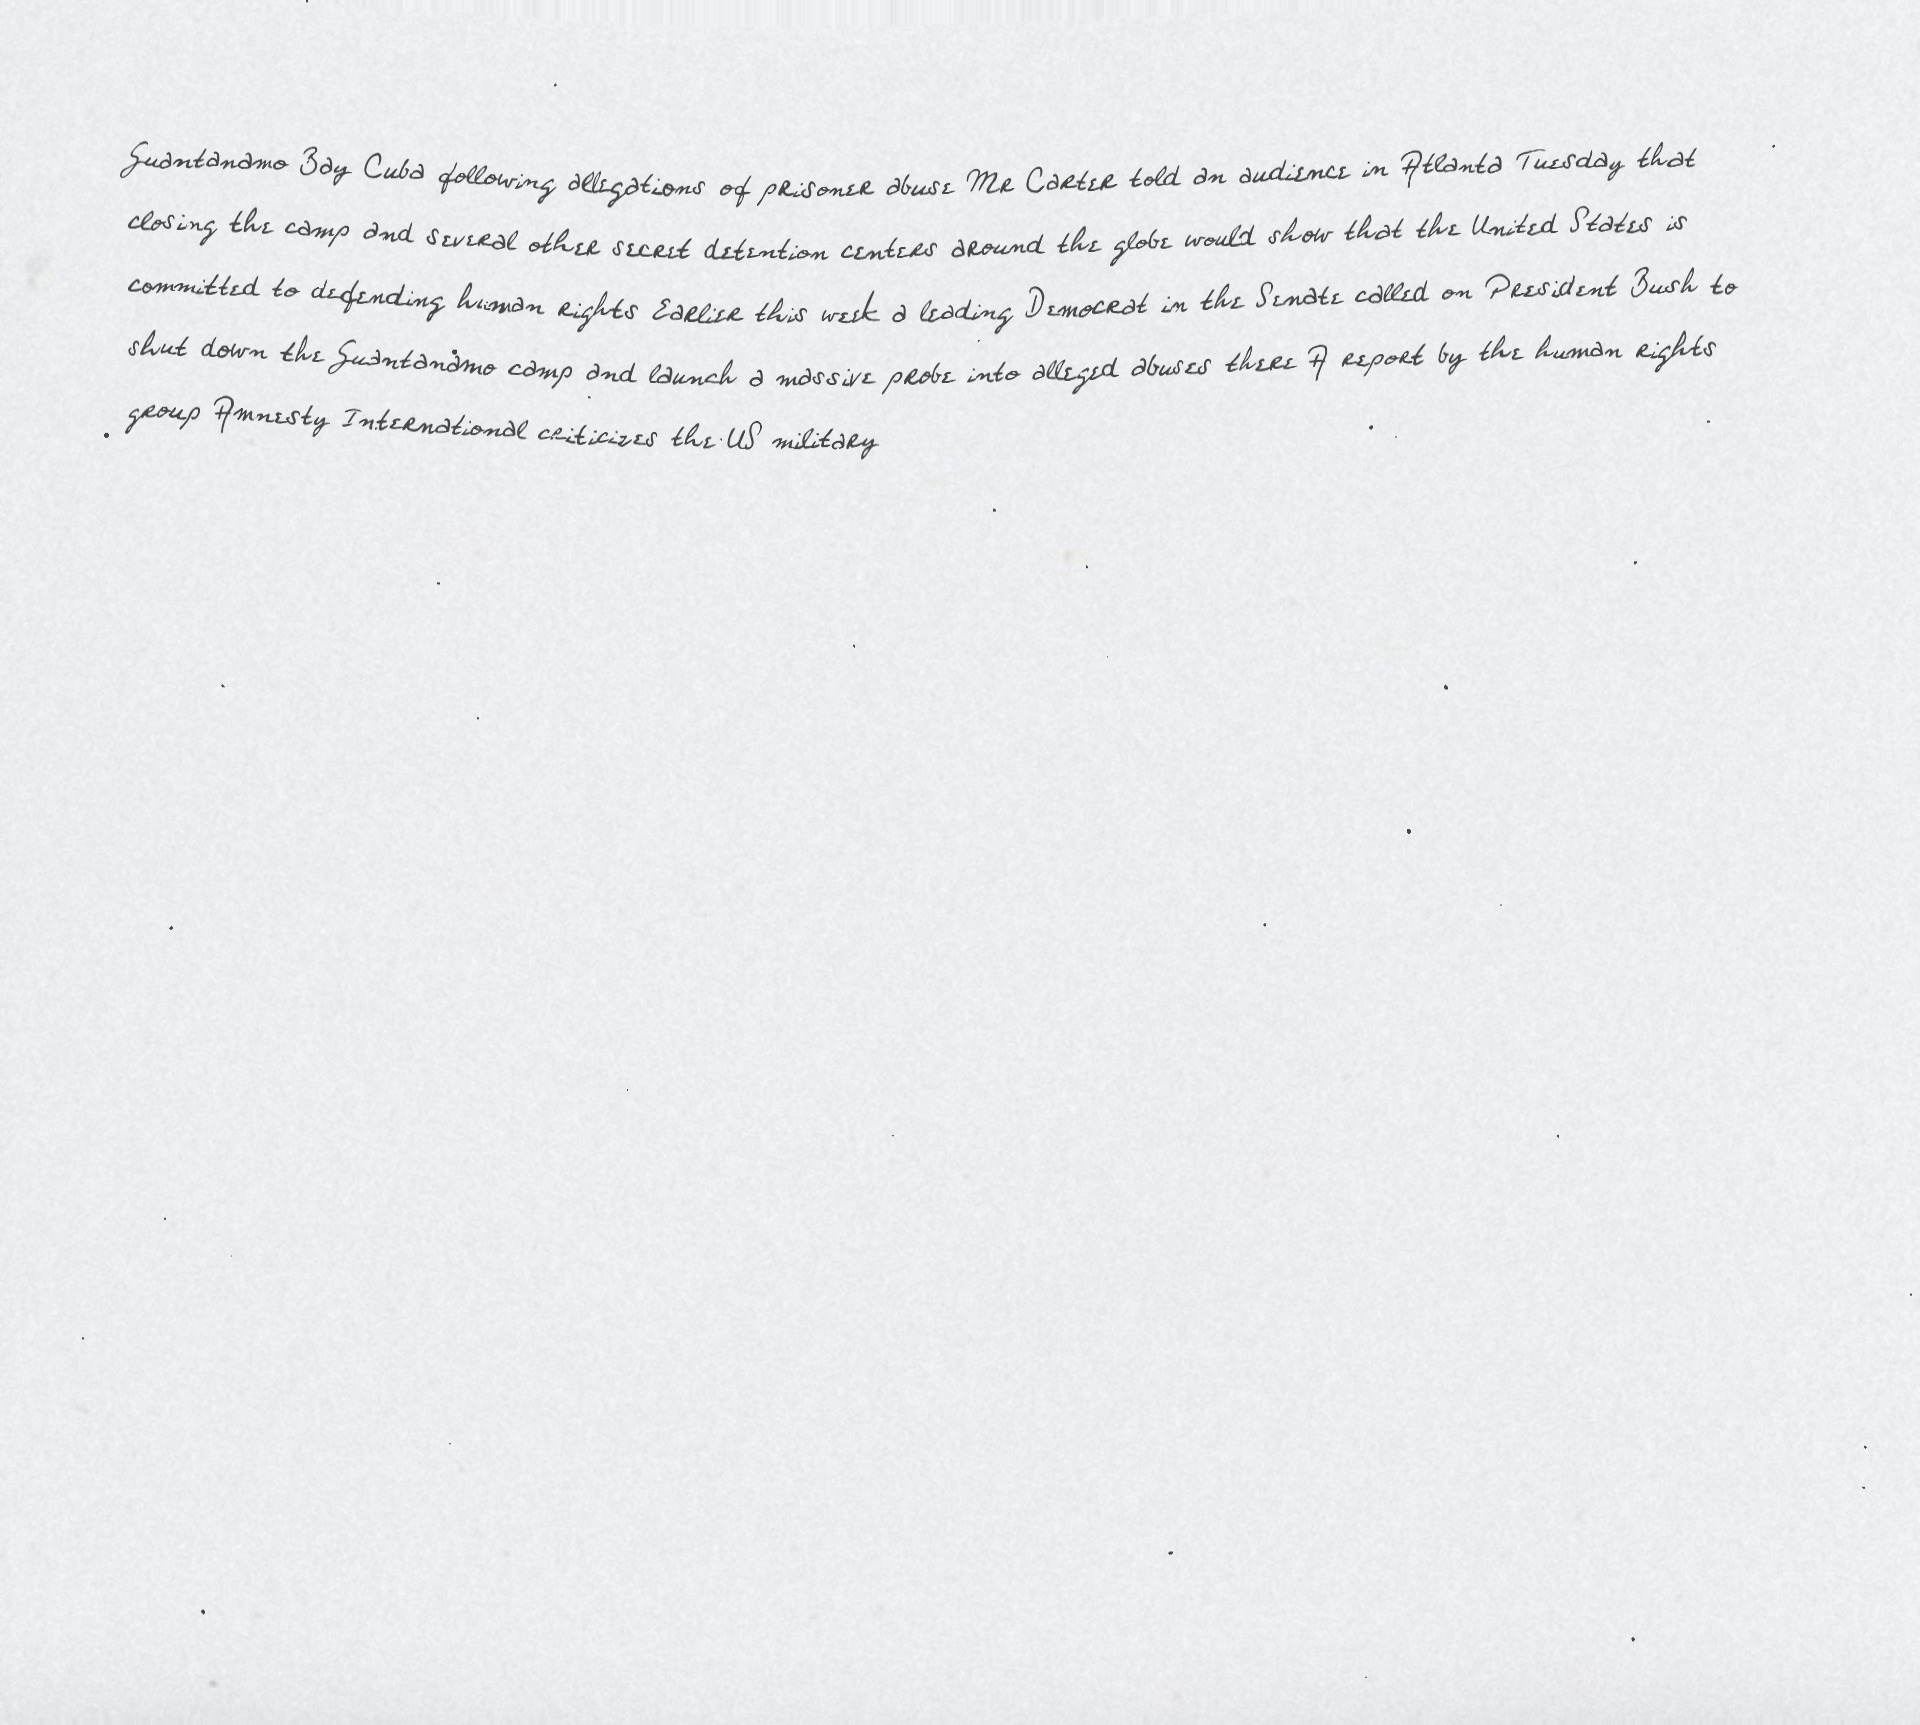 Guantanamo Bay Cuba following allegations of prisoner abuse Mr Carter told an audience in Atlanta Tuesday that
closing the camp and several other secret detention centers around the globe would show that the United States is
committed to defending human rights Earlier this week a leading Democrat in the Senate called on President Bush to
shut down the Guantanamo camp and launch a massive probe into alleged abuses there A report by the human rights
group Amnesty International criticizes the US military